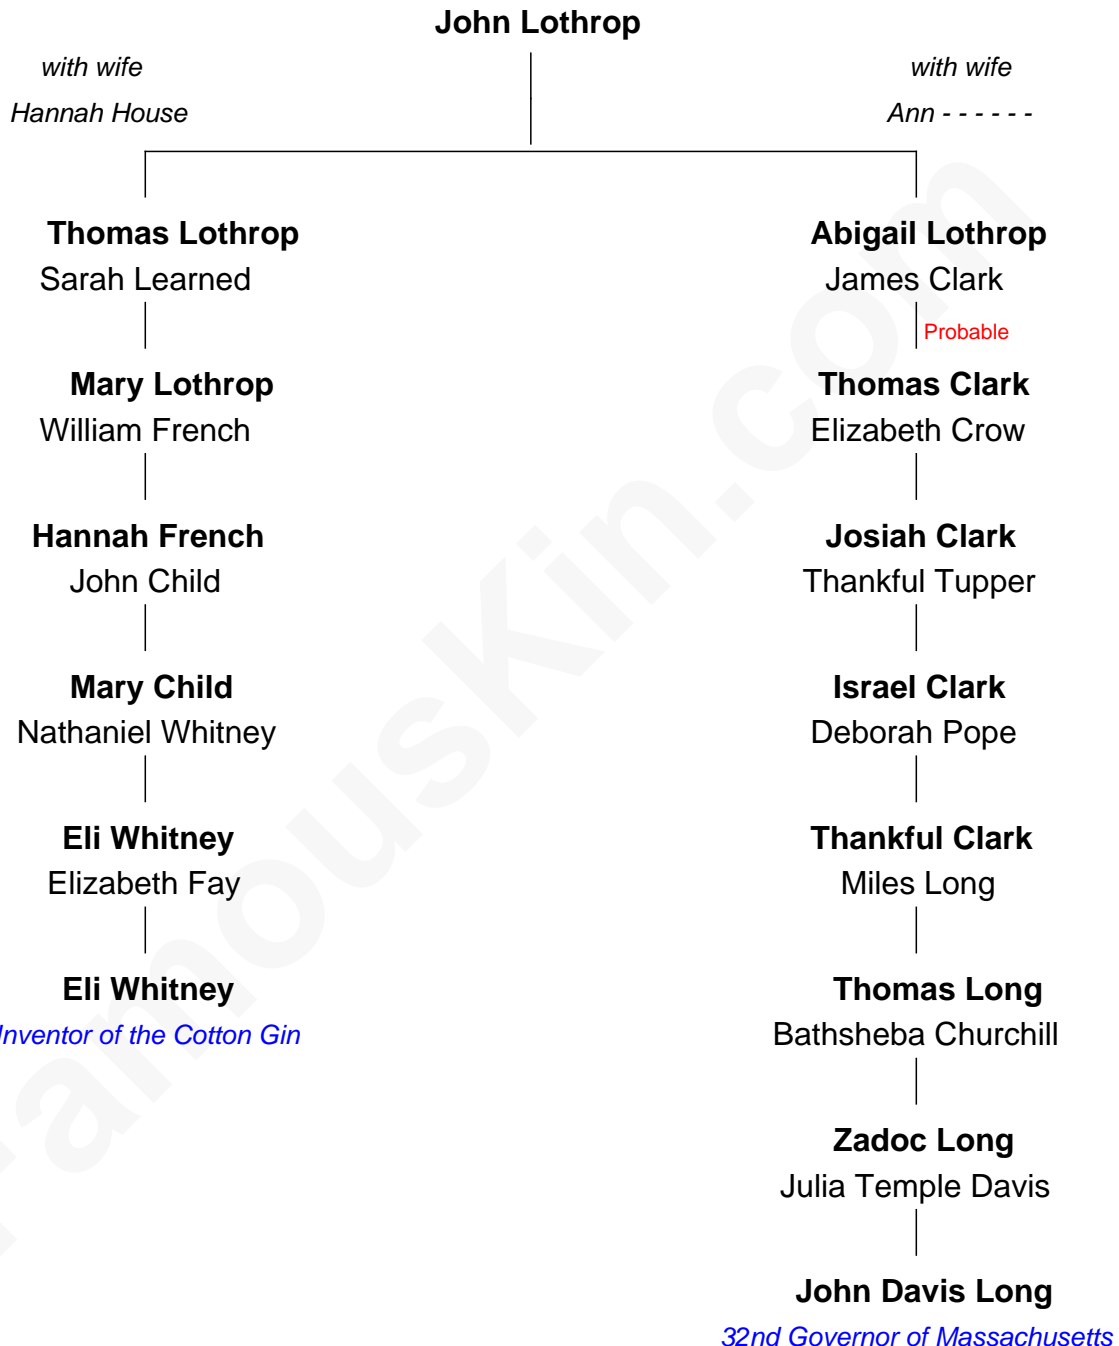 John Lothrop
with wife
Hannah House
with wife
Ann - - - - - -
Thomas Lothrop
Sarah Learned
Abigail Lothrop
James Clark
Probable
Mary Lothrop
William French
Thomas Clark
Elizabeth Crow
Hannah French
John Child
Josiah Clark
Thankful Tupper
Mary Child
Nathaniel Whitney
Israel Clark
Deborah Pope
Eli Whitney
Elizabeth Fay
Thankful Clark
Miles Long
Eli Whitney
Inventor of the Cotton Gin
Thomas Long
Bathsheba Churchill
Zadoc Long
Julia Temple Davis
John Davis Long
32nd Governor of Massachusetts
FamousKin.com